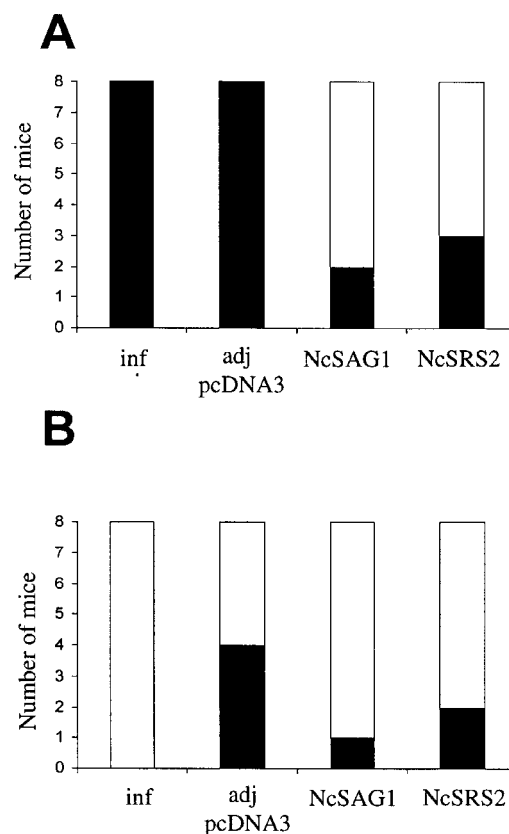 A
Number of mice
8
7
6
5
4
3
2
1
0
inf
adj
pcDNA3
NcSAG1
NcSRS2
B
Number of mice
8
7
6
5
4
3
2
1
0
inf
adj
pcDNA3
NcSAG1
NcSRS2